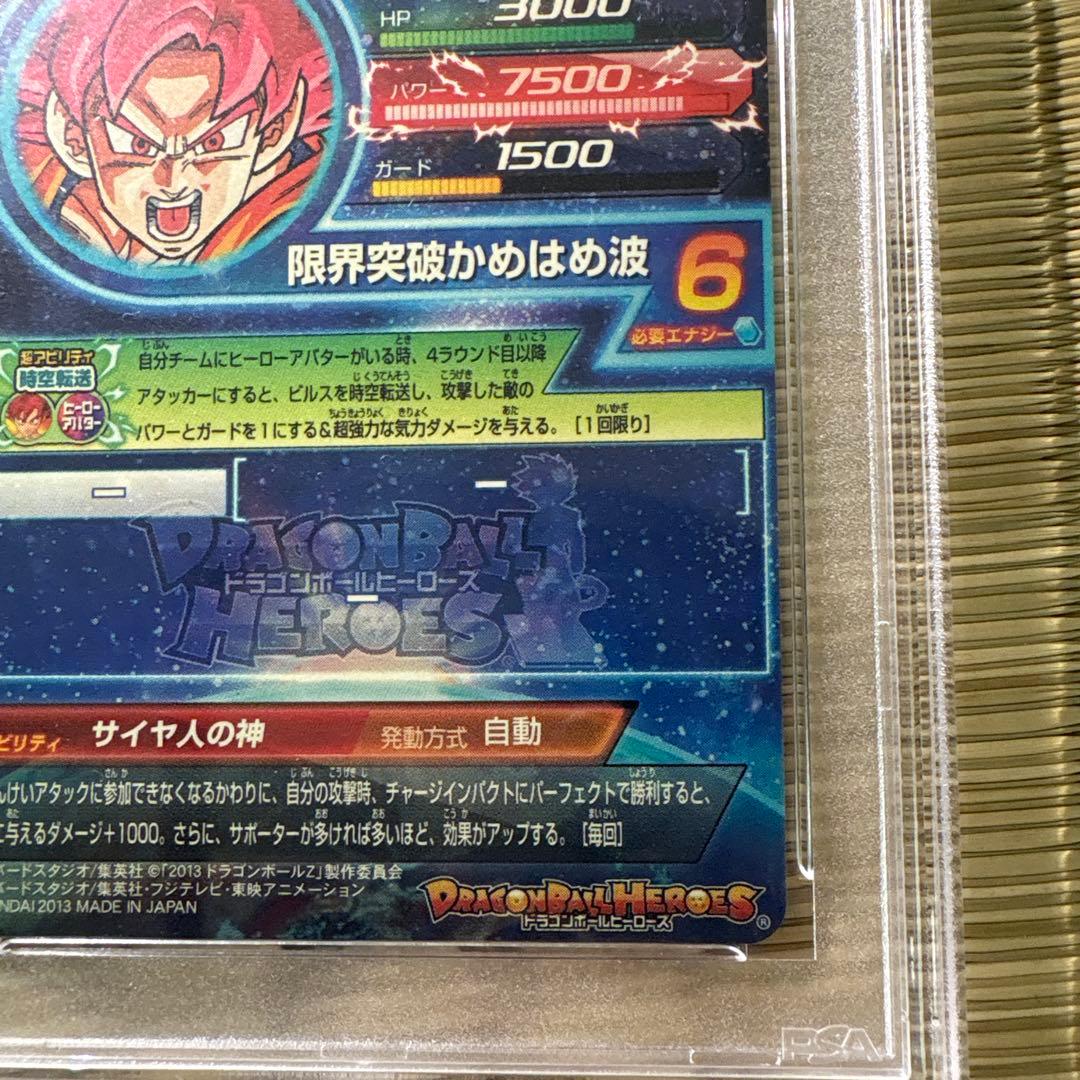 HP 3000
パワー 7500
ガード 1500
限界突破かめはめ波
6
必要エナジー
超アビリティ
時空転送
ヒーローアバター
自分チームにヒーローアバターがいる時、4ラウンド目以降
アタッカーにすると、ビルスを時空転送し、攻撃した敵の
パワーとガードを1にする&超強力な気力ダメージを与える。[1回限り]
DRAGON BALL
ドラゴンボールヒーローズ
HEROES
ビリティ サイヤ人の神 発動方式 自動
んけいアタックに参加できなくなるかわりに、自分の攻撃時、チャージインパクトにパーフェクトで勝利すると、
に与えるダメージ+1000。さらに、サポーターが多ければ多いほど、効果がアップする。[毎回]
ードスタジオ/集英社 ©「2013 ドラゴンボールZ」製作委員会
ードスタジオ/集英社・フジテレビ・東映アニメーション
NDAI 2013 MADE IN JAPAN
DRAGON BALL HEROES
ドラゴンボールヒーローズ ®
PSA